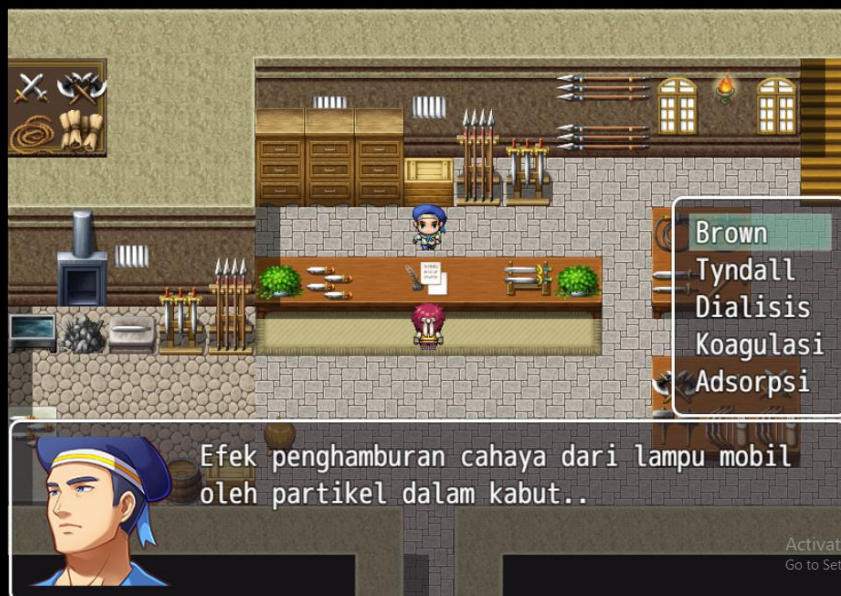 Brown
Tyndall
Dialisis
Koagulasi
Adsorpsi
Efek penghamburan cahaya dari lampu mobil
oleh partikel dalam kabut..
Activat
Go to Set